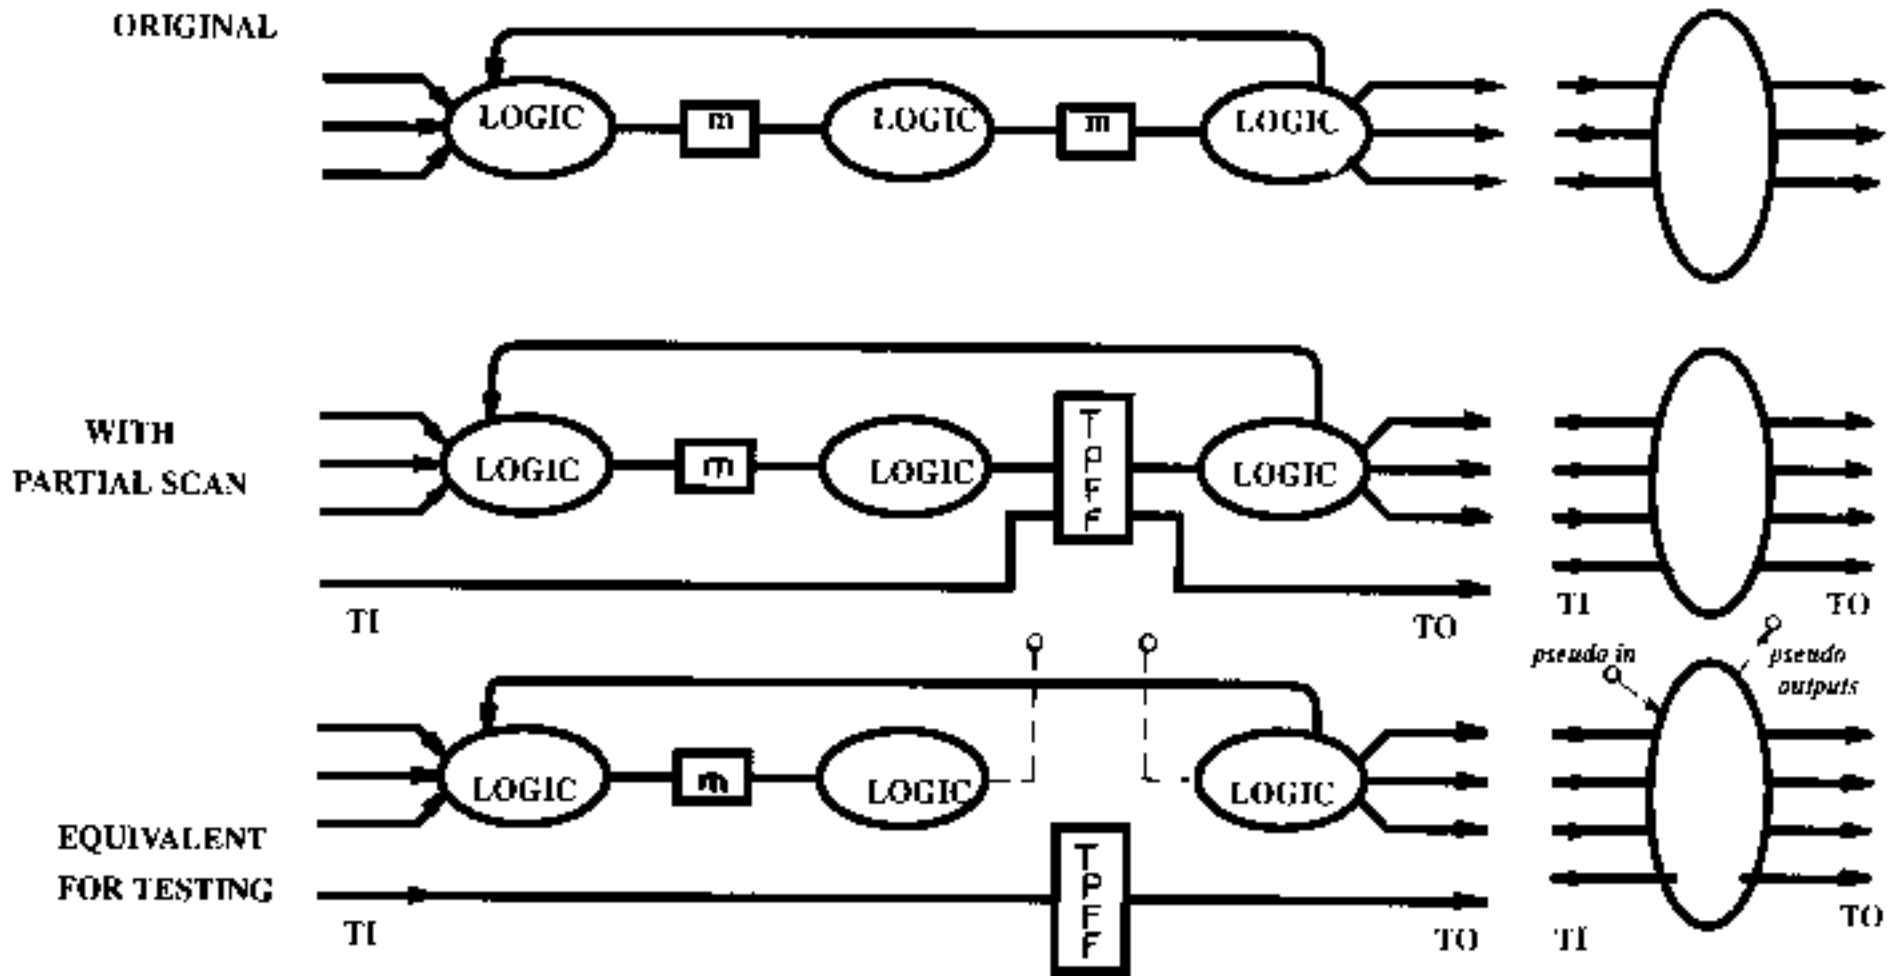 ORIGINAL
LOGIC m LOGIC m LOGIC
WITH
PARTIAL SCAN
LOGIC m LOGIC TPFF LOGIC
TI TO TI TO
pseudo in pseudo
outputs
LOGIC m LOGIC LOGIC
EQUIVALENT
FOR TESTING
TPFF
TI TO TI TO